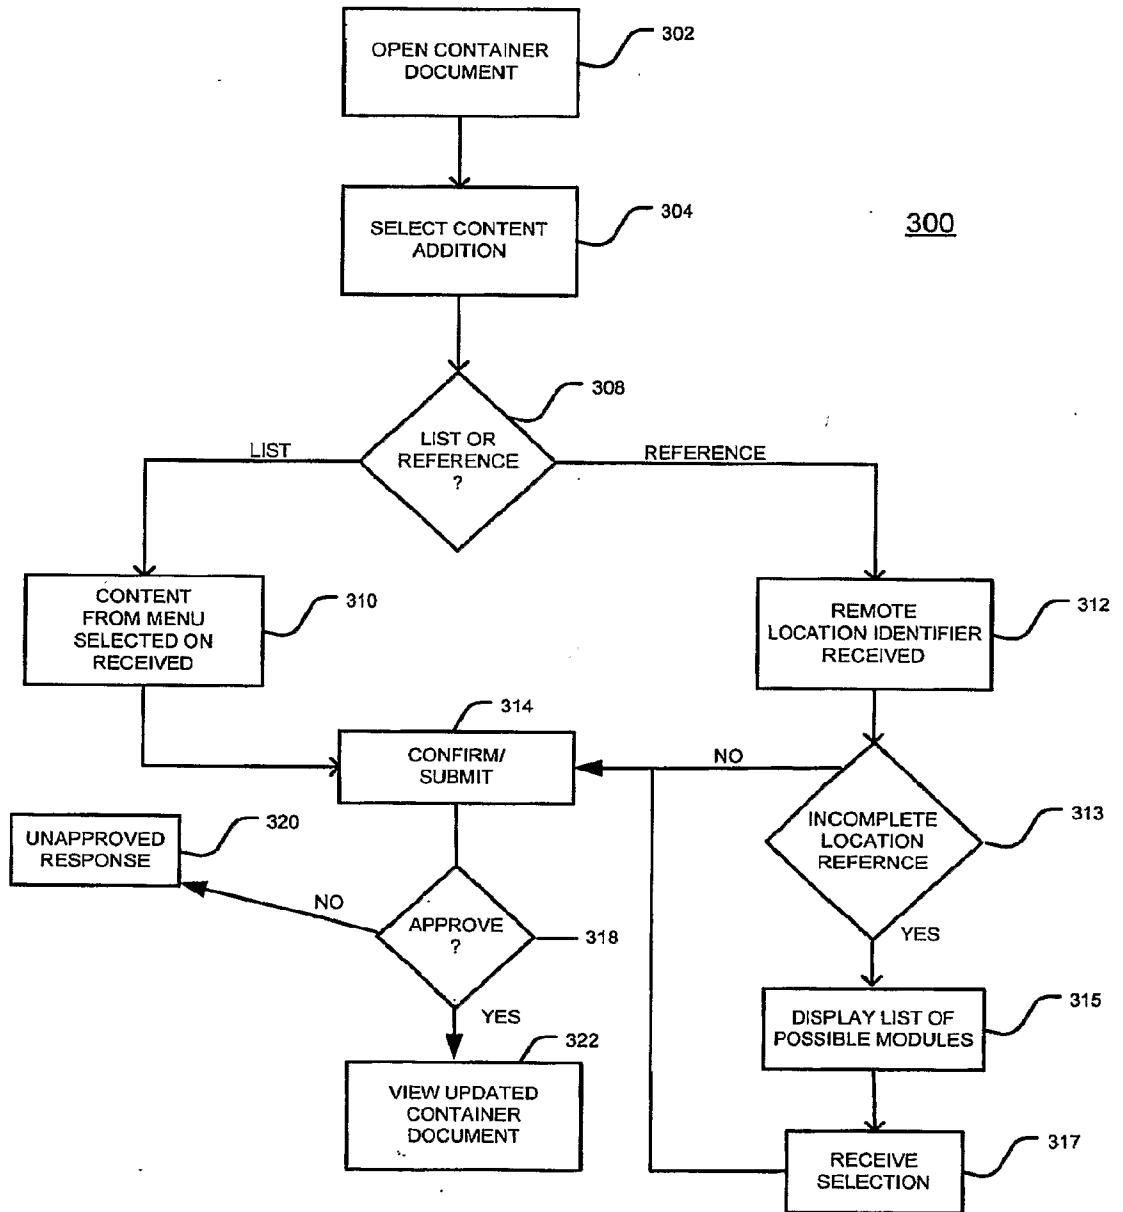 OPEN CONTAINER
DOCUMENT
302
SELECT CONTENT
ADDITION
304
300
LIST OR
REFERENCE
?
308
LIST
REFERENCE
CONTENT
FROM MENU
SELECTED ON
RECEIVED
310
REMOTE
LOCATION IDENTIFIER
RECEIVED
312
314
CONFIRM/
SUBMIT
NO
INCOMPLETE
LOCATION
REFERNCE
313
UNAPPROVED
RESPONSE
320
NO
APPROVE
?
318
YES
YES
DISPLAY LIST OF
POSSIBLE MODULES
315
322
VIEW UPDATED
CONTAINER
DOCUMENT
RECEIVE
SELECTION
317